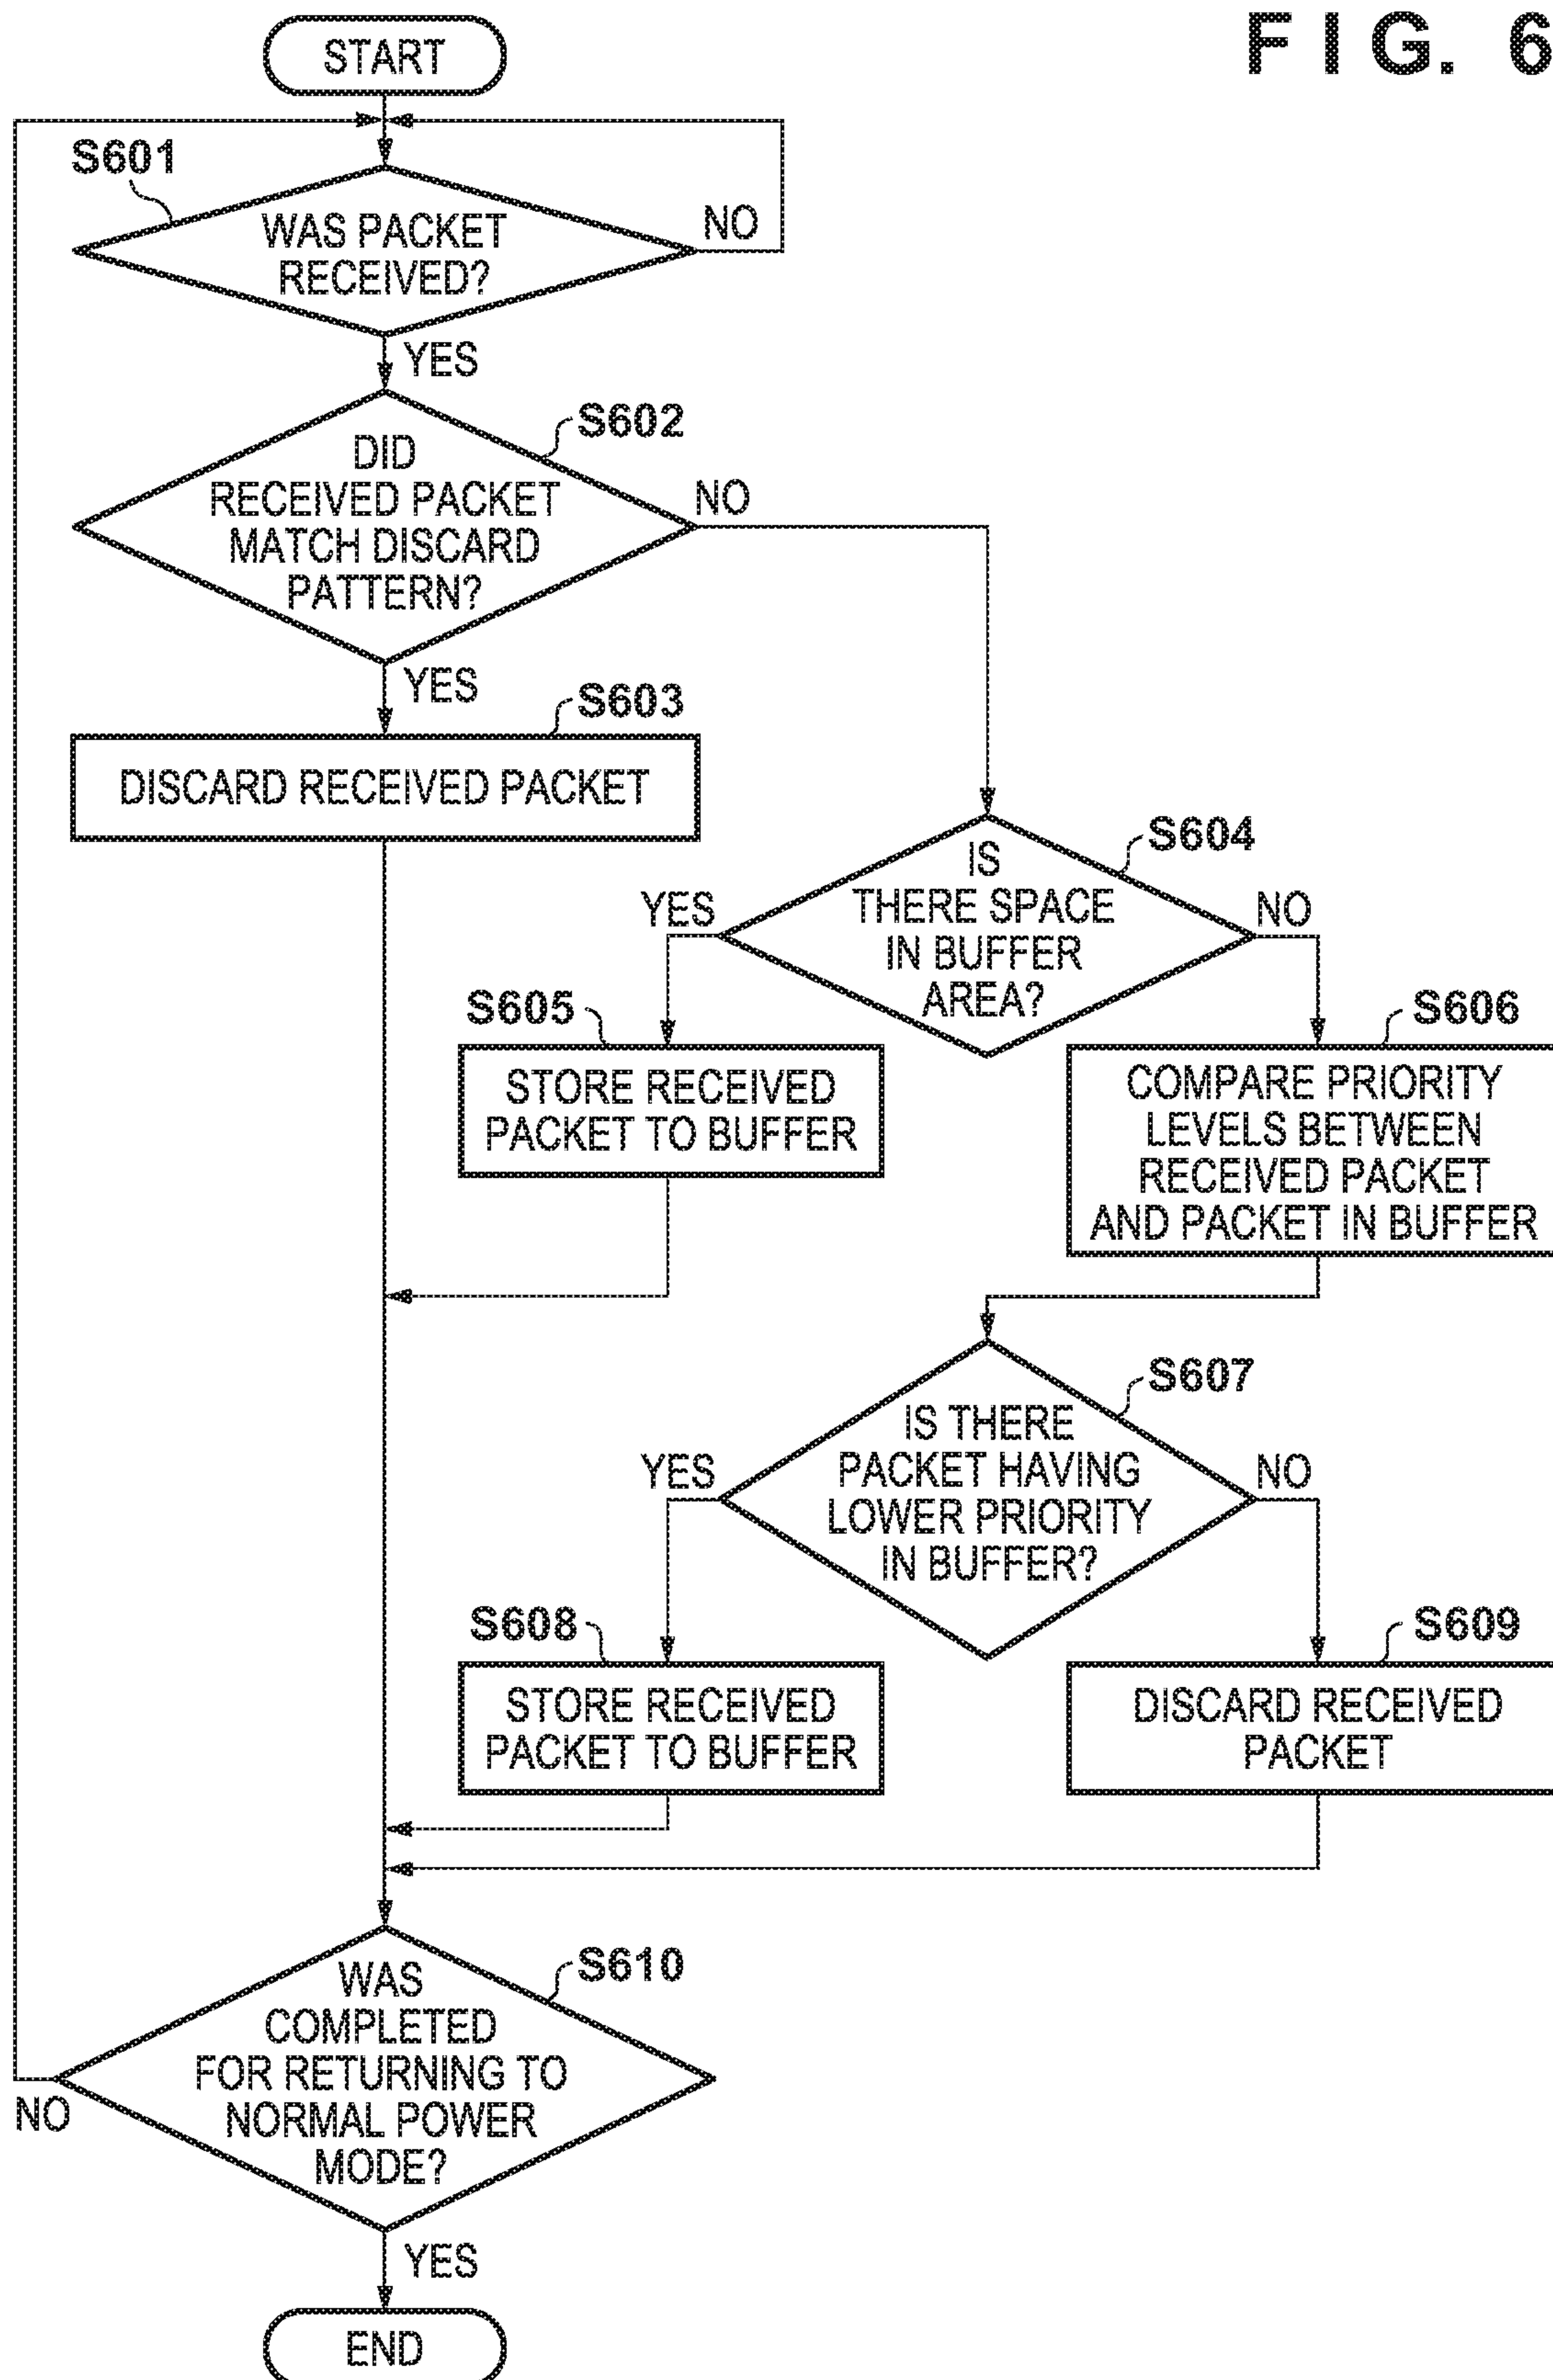 FIG. 6
START
S601
WAS PACKET
RECEIVED?
NO
YES
S602
DID
RECEIVED PACKET
MATCH DISCARD
PATTERN?
NO
YES
S603
DISCARD RECEIVED PACKET
S604
IS
THERE SPACE
IN BUFFER
AREA?
YES
NO
S605
STORE RECEIVED
PACKET TO BUFFER
S606
COMPARE PRIORITY
LEVELS BETWEEN
RECEIVED PACKET
AND PACKET IN BUFFER
S607
IS THERE
PACKET HAVING
LOWER PRIORITY
IN BUFFER?
YES
NO
S608
STORE RECEIVED
PACKET TO BUFFER
S609
DISCARD RECEIVED
PACKET
S610
WAS
COMPLETED
FOR RETURNING TO
NORMAL POWER
MODE?
NO
YES
END